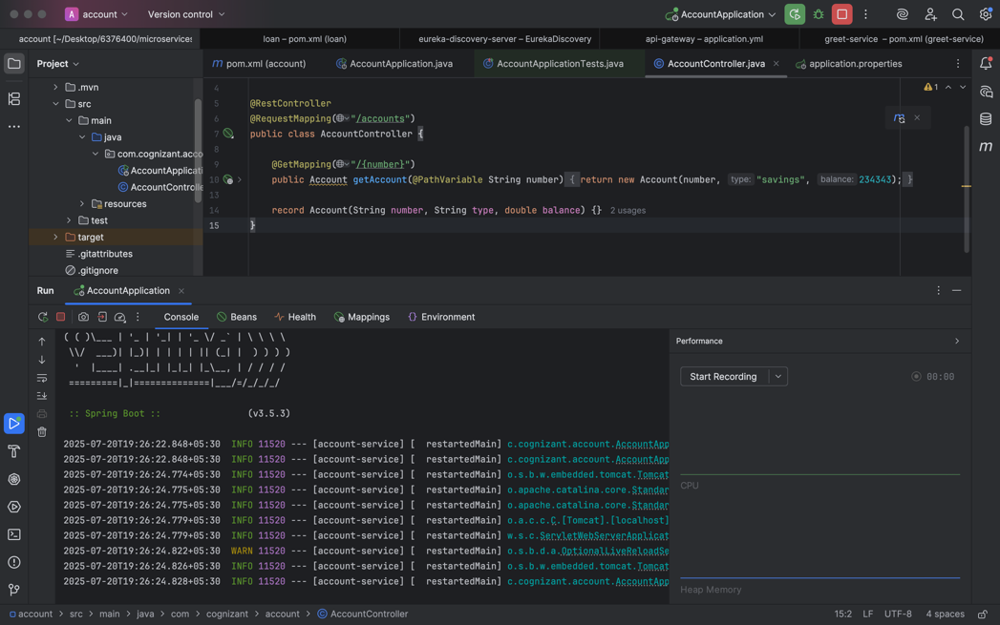 A account Version control AccountApplication
account [~/Desktop/6376400/microservices
loan – pom.xml (loan)
eureka-discovery-server – EurekaDiscovery
api-gateway – application.yml
greet-service – pom.xml (greet-service)
Project
m pom.xml (account)
AccountApplication.java
AccountApplicationTests.java
AccountController.java
application.properties
.mvn
src
main
java
com.cognizant.acco
AccountApplicati
AccountControlle
resources
test
target
.gitattributes
.gitignore
4
5 @RestController
6 @RequestMapping("/accounts")
7 public class AccountController {
8
9 @GetMapping("/{number}")
10 public Account getAccount(@PathVariable String number) { return new Account(number, type: "savings", balance: 234343); }
13
14 record Account(String number, String type, double balance) {} 2 usages
15 }
1
m
Run AccountApplication
Console Beans Health Mappings Environment
( ( )\___ | '_ | '_| | '_ \/ _` | \ \ \ \
\\/ ___)| |_)| | | | | || (_| | ) ) ) )
' |____| .__|_| |_|_| |_\__, | / / / /
=========|_|==============|___/=/_/_/_/
:: Spring Boot :: (v3.5.3)
2025-07-20T19:26:22.848+05:30 INFO 11520 --- [account-service] [ restartedMain] c.cognizant.account.AccountApp
2025-07-20T19:26:22.848+05:30 INFO 11520 --- [account-service] [ restartedMain] c.cognizant.account.AccountApp
2025-07-20T19:26:24.774+05:30 INFO 11520 --- [account-service] [ restartedMain] o.s.b.w.embedded.tomcat.Tomcat
2025-07-20T19:26:24.775+05:30 INFO 11520 --- [account-service] [ restartedMain] o.apache.catalina.core.Standar
2025-07-20T19:26:24.775+05:30 INFO 11520 --- [account-service] [ restartedMain] o.apache.catalina.core.Standar
2025-07-20T19:26:24.779+05:30 INFO 11520 --- [account-service] [ restartedMain] o.a.c.c.C.[Tomcat].[localhost]
2025-07-20T19:26:24.779+05:30 INFO 11520 --- [account-service] [ restartedMain] w.s.c.ServletWebServerApplicat
2025-07-20T19:26:24.822+05:30 WARN 11520 --- [account-service] [ restartedMain] o.s.b.d.a.OptionalLiveReloadSe
2025-07-20T19:26:24.826+05:30 INFO 11520 --- [account-service] [ restartedMain] o.s.b.w.embedded.tomcat.Tomcat
2025-07-20T19:26:24.828+05:30 INFO 11520 --- [account-service] [ restartedMain] c.cognizant.account.AccountApp
Performance
Start Recording
00:00
CPU
Heap Memory
account > src > main > java > com > cognizant > account > AccountController
15:2 LF UTF-8 4 spaces